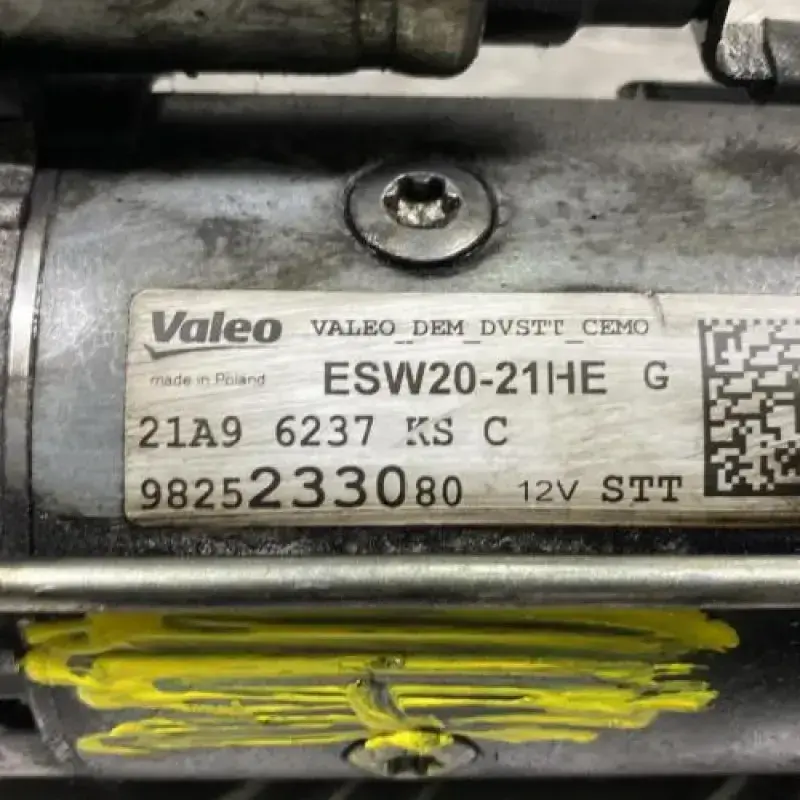 Valeo VALEO_DEM_DVSTT_CEMO
made in Poland ESW20-21HE G
21A9 6237 KS C
9825233080 12V STT